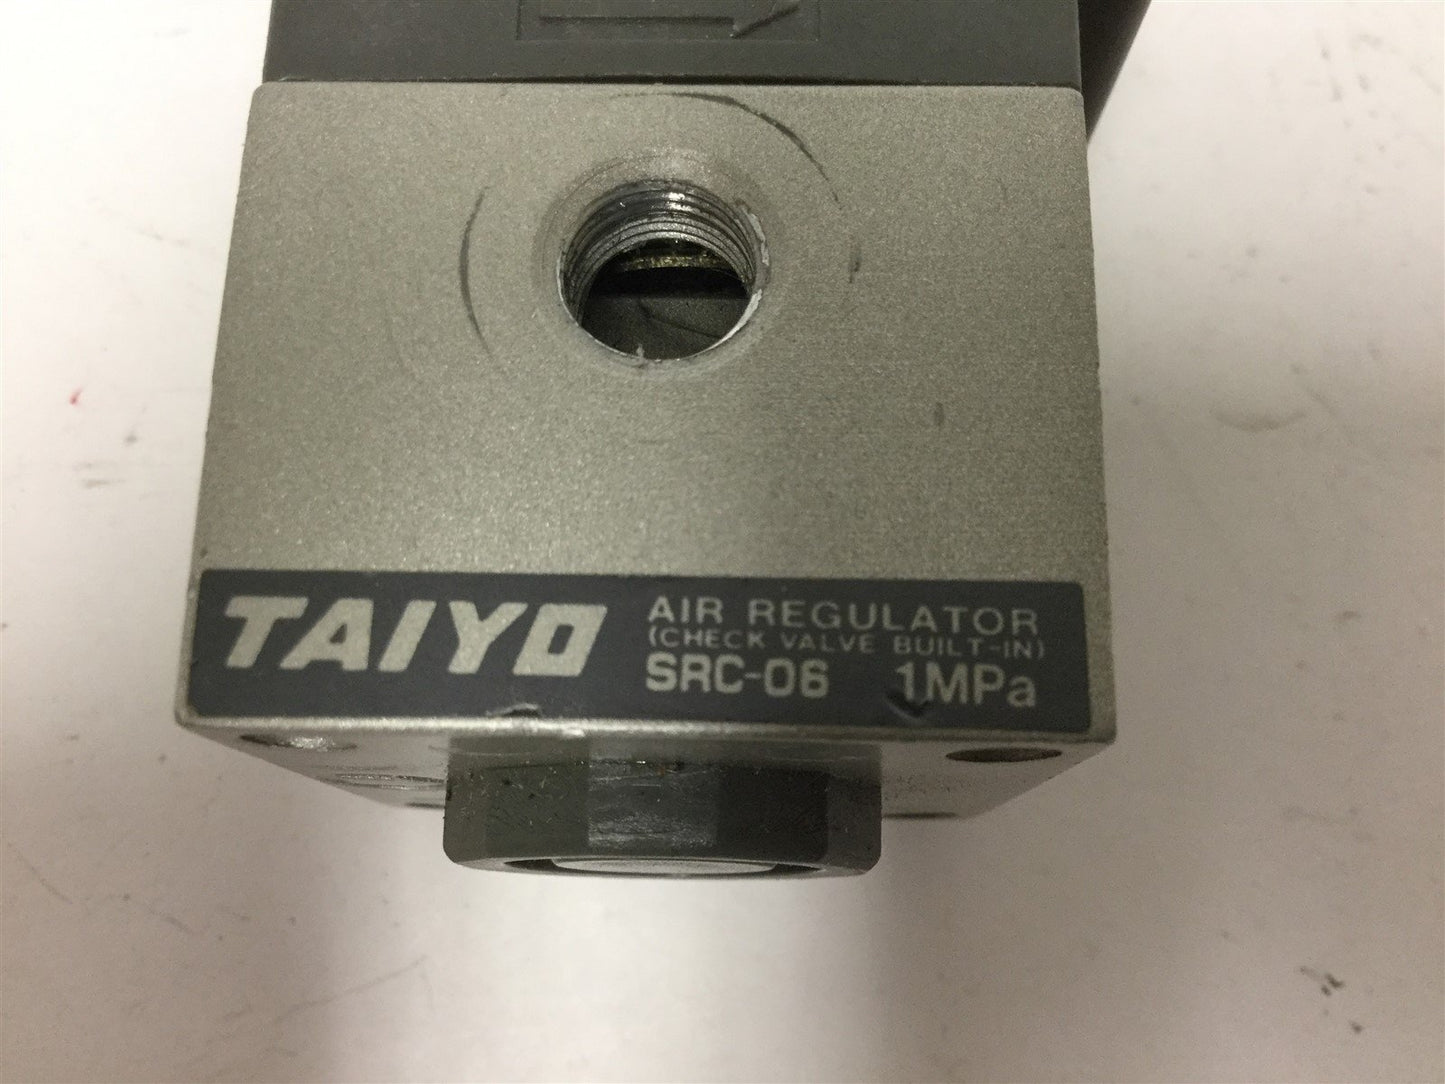 TAIYO
AIR REGULATOR
(CHECK VALVE BUILT-IN)
SRC-06 1MPa